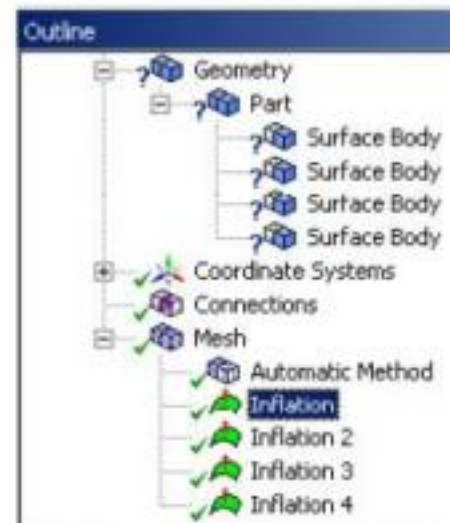 Outline
Geometry
Part
Surface Body
Surface Body
Surface Body
Surface Body
Coordinate Systems
Connections
Mesh
Automatic Method
Inflation
Inflation 2
Inflation 3
Inflation 4